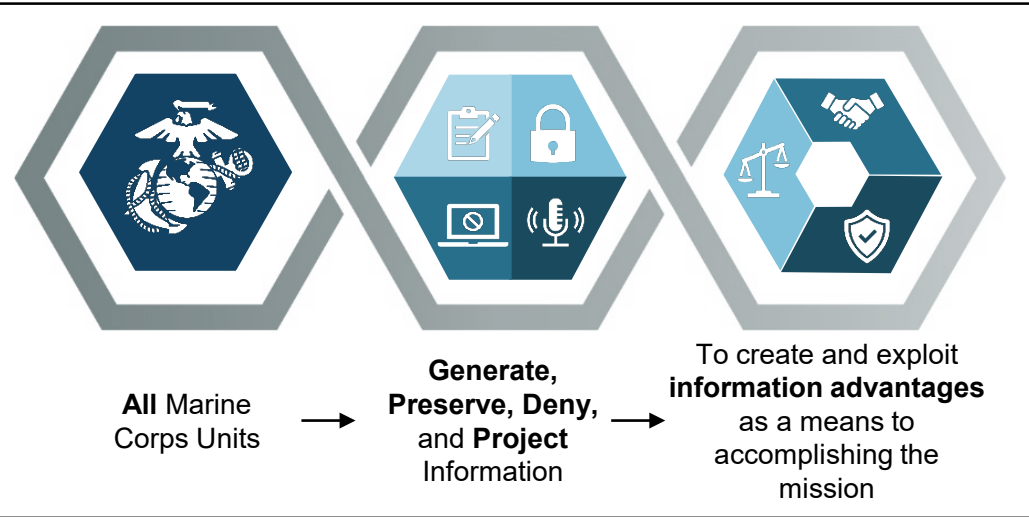 All Marine
Corps Units
Generate,
Preserve, Deny,
and Project
Information
To create and exploit
information advantages
as a means to
accomplishing the
mission